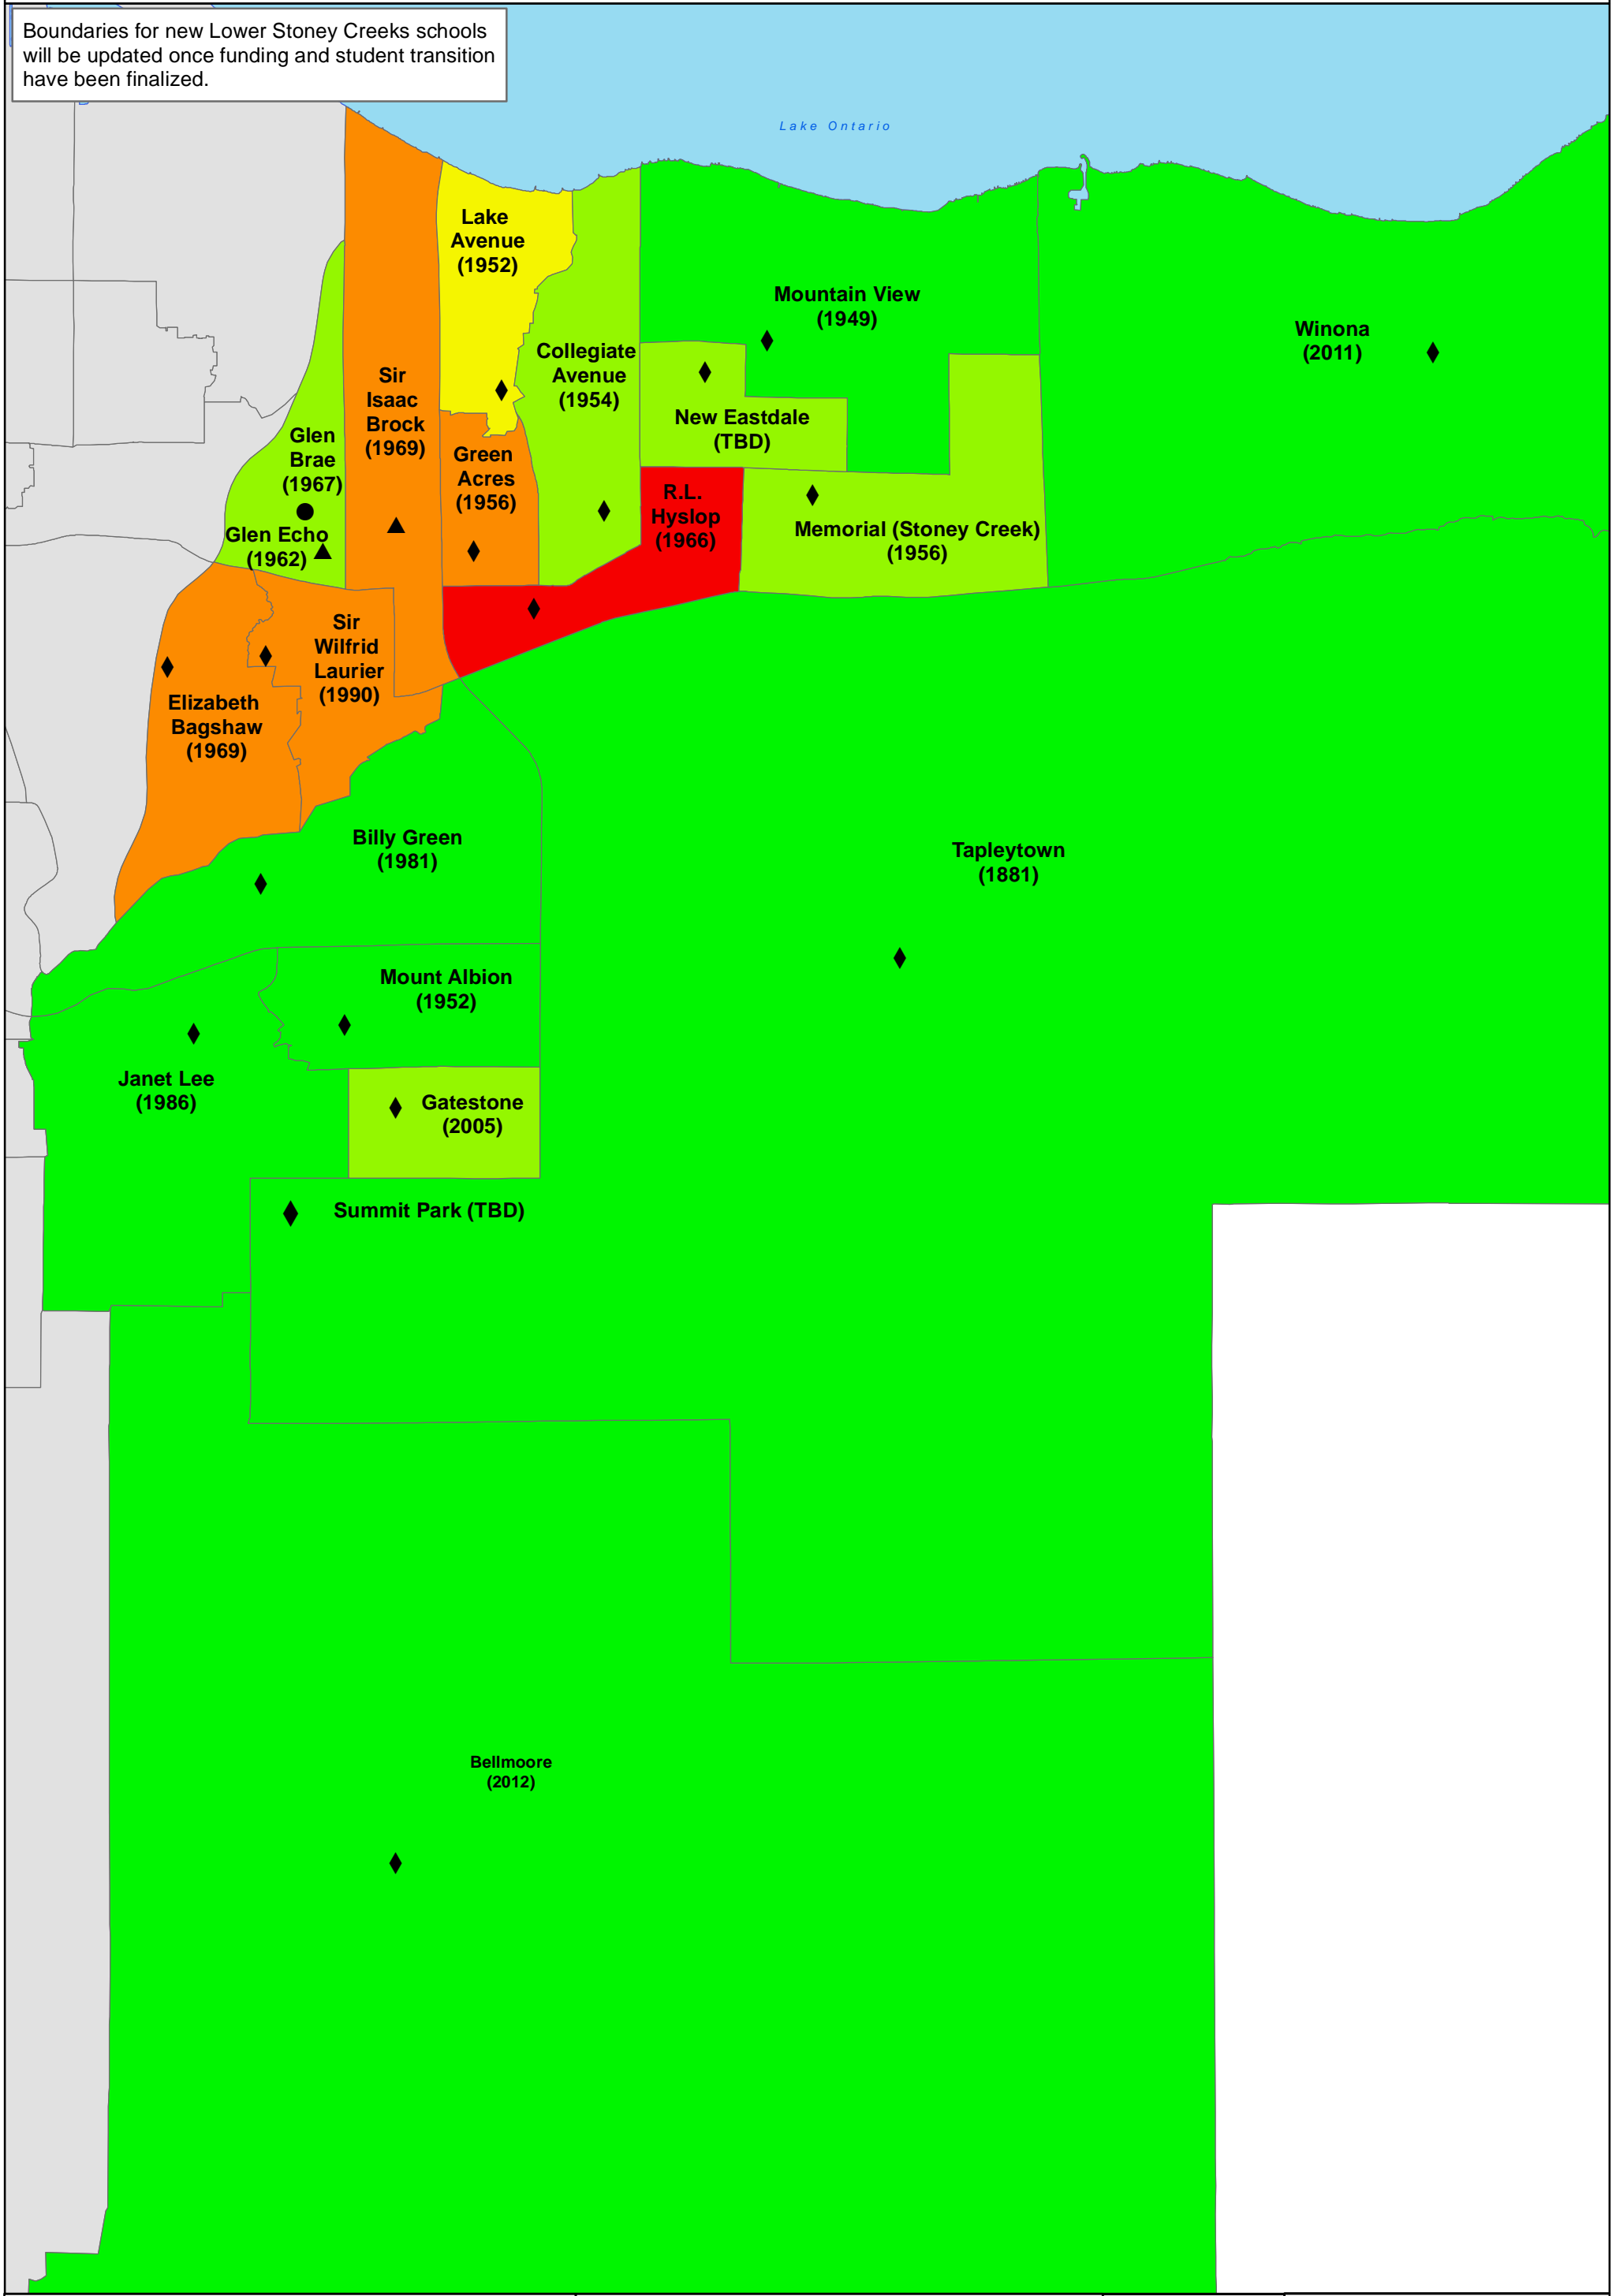 Boundaries for new Lower Stoney Creeks schools
will be updated once funding and student transition
have been finalized.
Lake Ontario
Lake
Avenue
(1952)
Mountain View
(1949)
Winona
(2011)
Collegiate
Avenue
(1954)
Sir
Isaac
Brock
(1969)
New Eastdale
(TBD)
Glen
Brae
(1967)
Green
Acres
(1956)
R.L.
Hyslop
(1966)
Glen Echo
(1962)
Memorial (Stoney Creek)
(1956)
Sir
Wilfrid
Laurier
(1990)
Elizabeth
Bagshaw
(1969)
Billy Green
(1981)
Tapleytown
(1881)
Mount Albion
(1952)
Janet Lee
(1986)
Gatestone
(2005)
Summit Park (TBD)
Bellmoore
(2012)